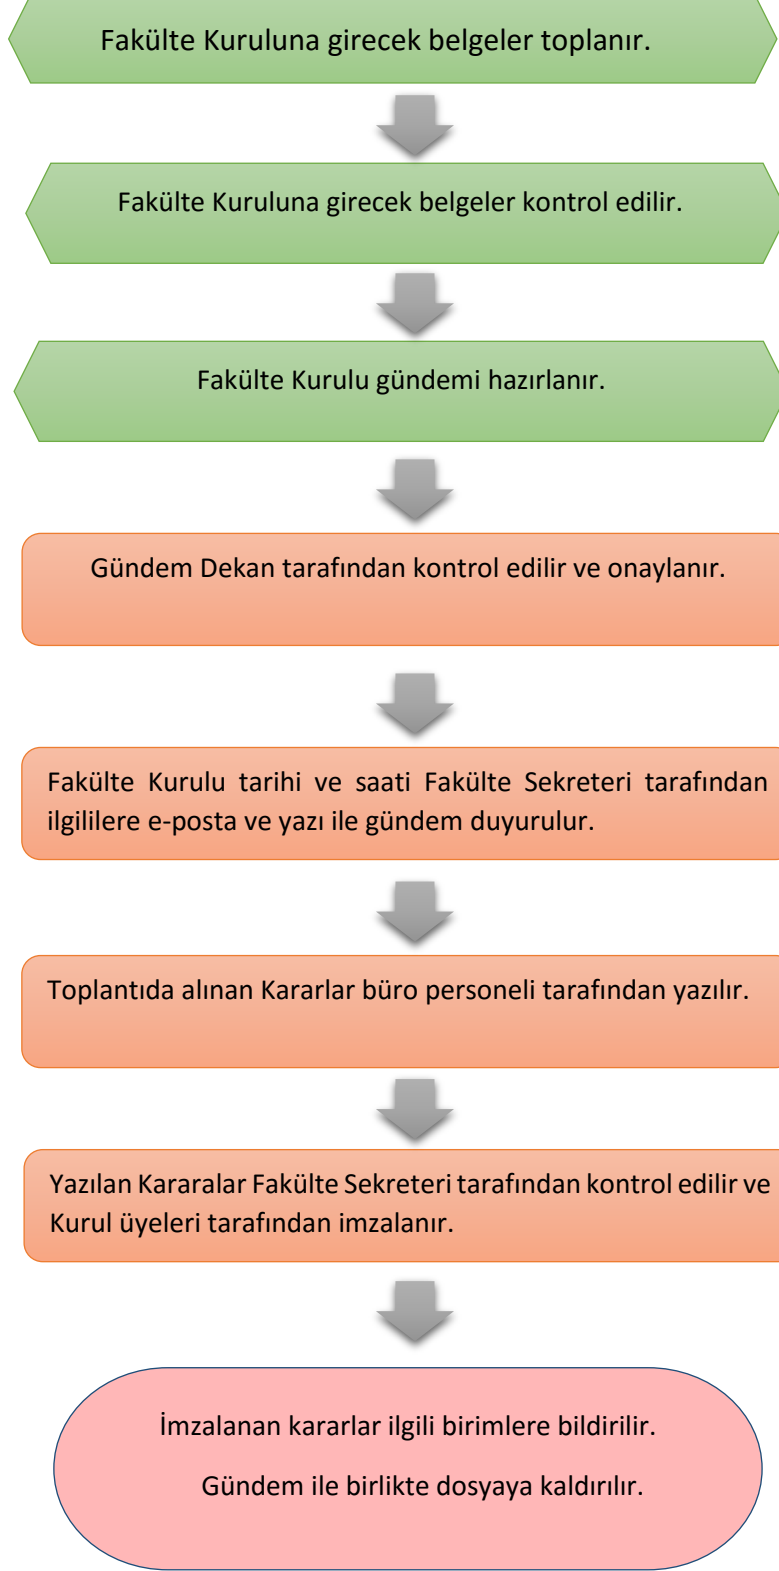 Fakülte Kuruluna girecek belgeler toplanır.
Fakülte Kuruluna girecek belgeler kontrol edilir.
Fakülte Kurulu gündemi hazırlanır.
Gündem Dekan tarafından kontrol edilir ve onaylanır.
Fakülte Kurulu tarihi ve saati Fakülte Sekreteri tarafından
ilgililere e-posta ve yazı ile gündem duyurulur.
Toplantıda alınan Kararlar büro personeli tarafından yazılır.
Yazılan Kararalar Fakülte Sekreteri tarafından kontrol edilir ve
Kurul üyeleri tarafından imzalanır.
İmzalanan kararlar ilgili birimlere bildirilir.
Gündem ile birlikte dosyaya kaldırılır.